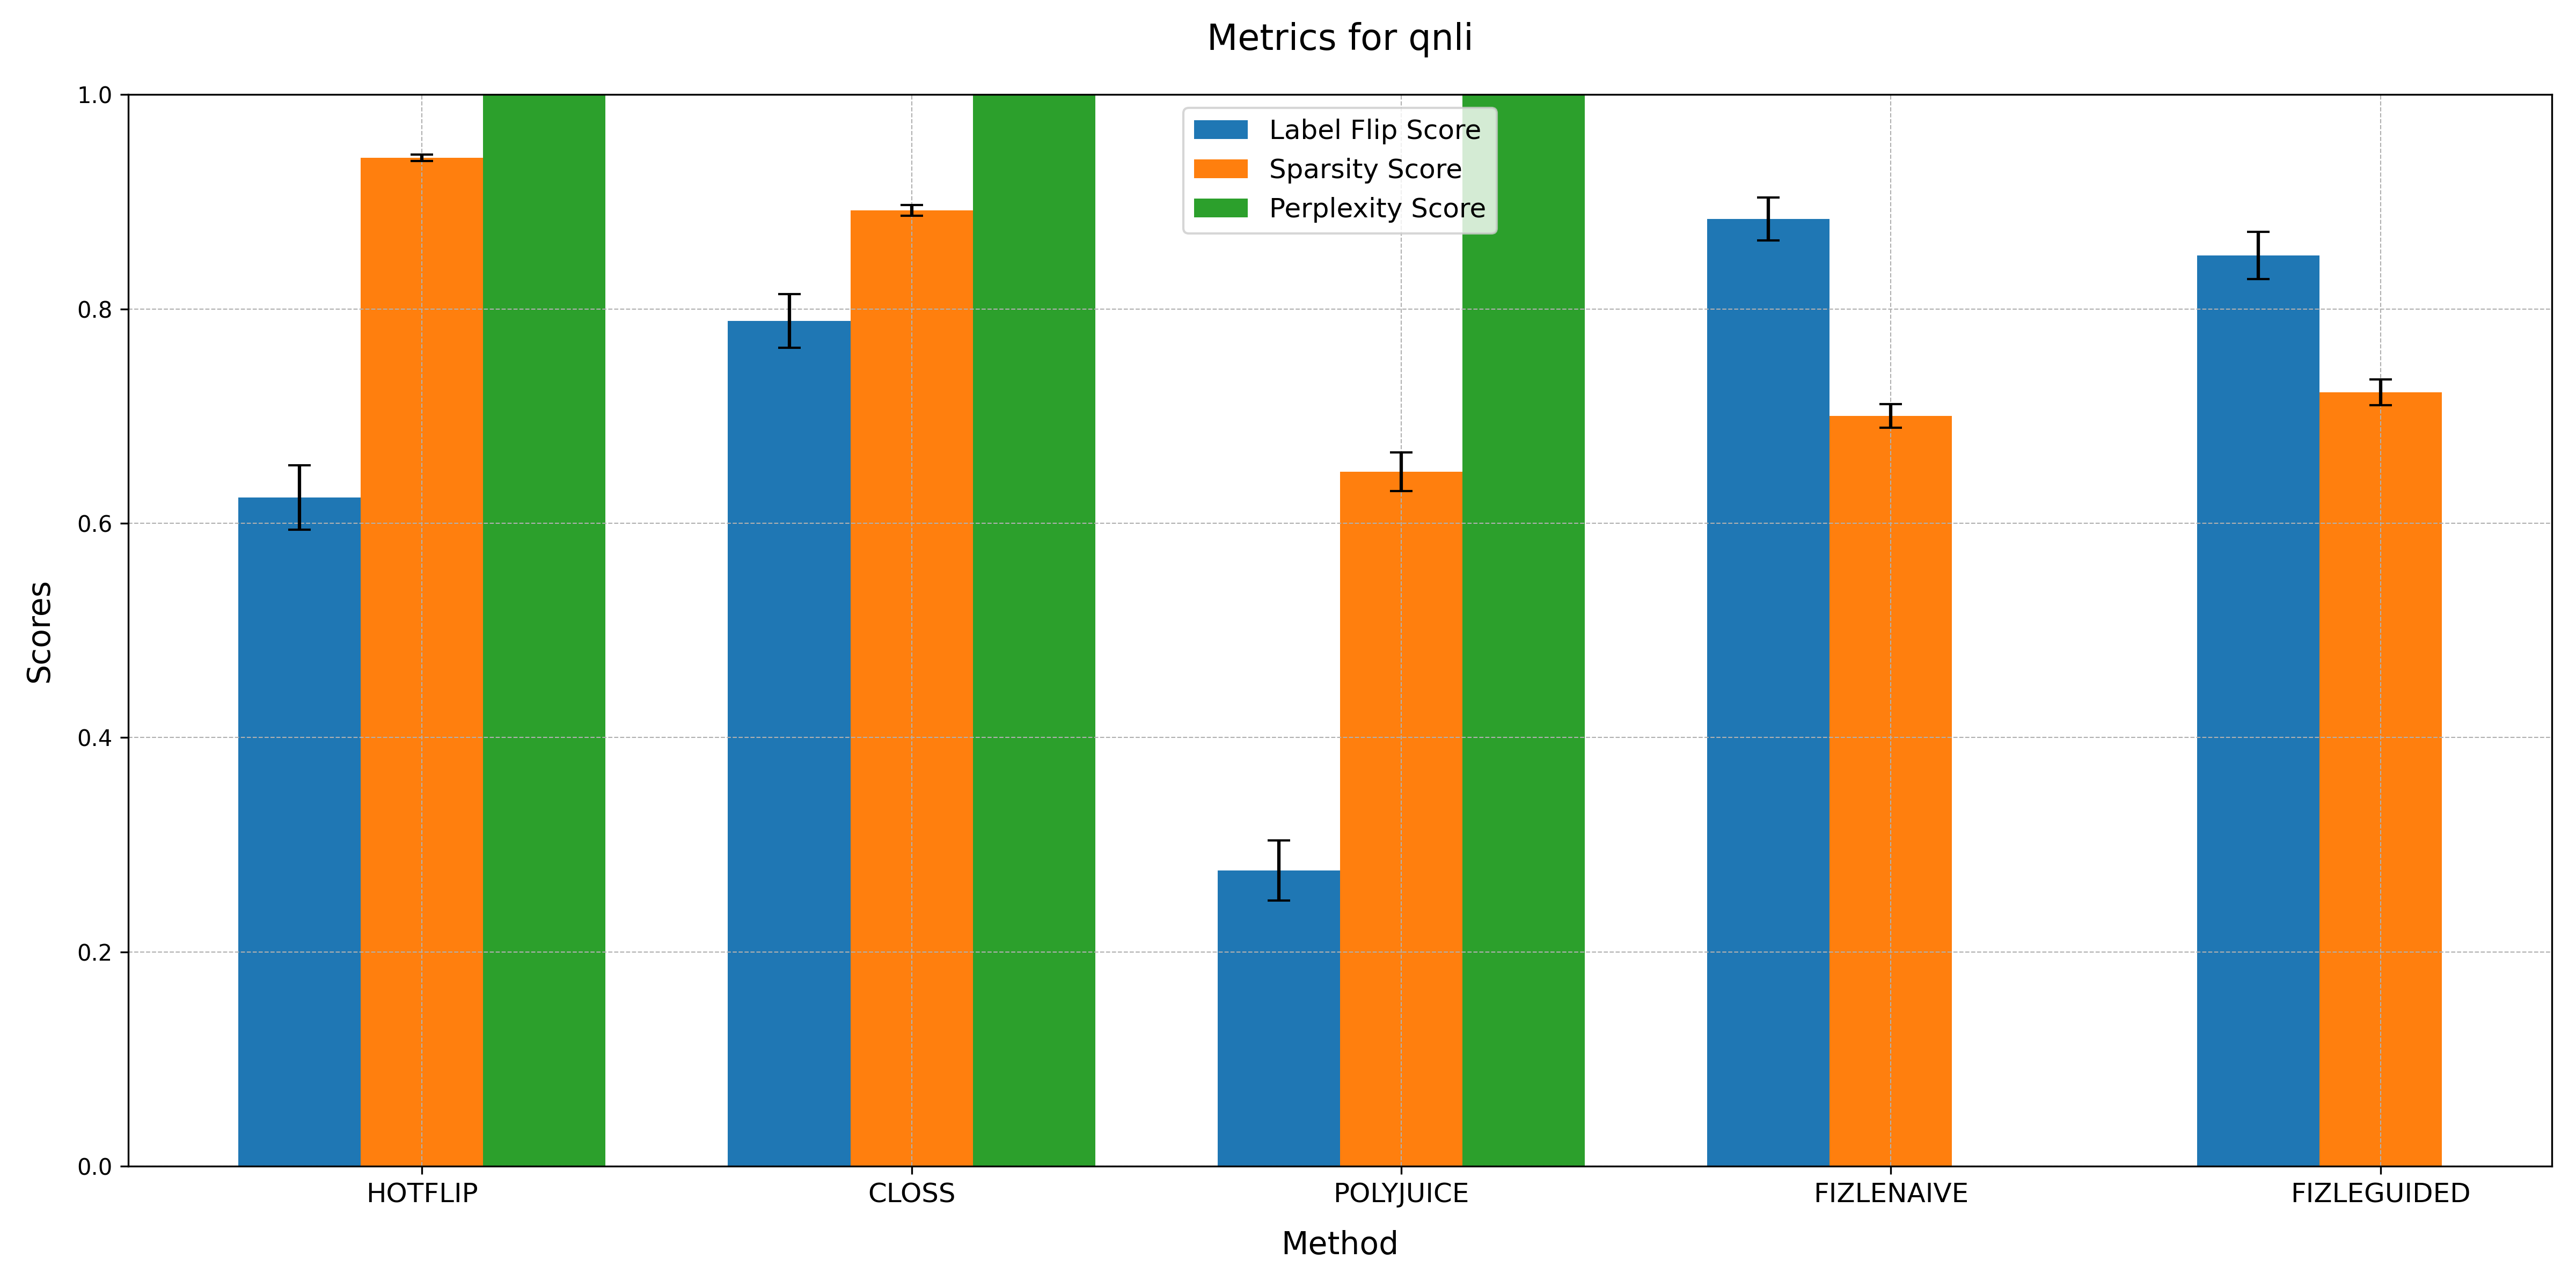 Metrics for qnli
1.0
0.8
0.6
0.4
0.2
0.0
Scores
Label Flip Score
Sparsity Score
Perplexity Score
HOTFLIP
CLOSS
POLYJUICE
FIZLENAIVE
FIZLEGUIDED
Method